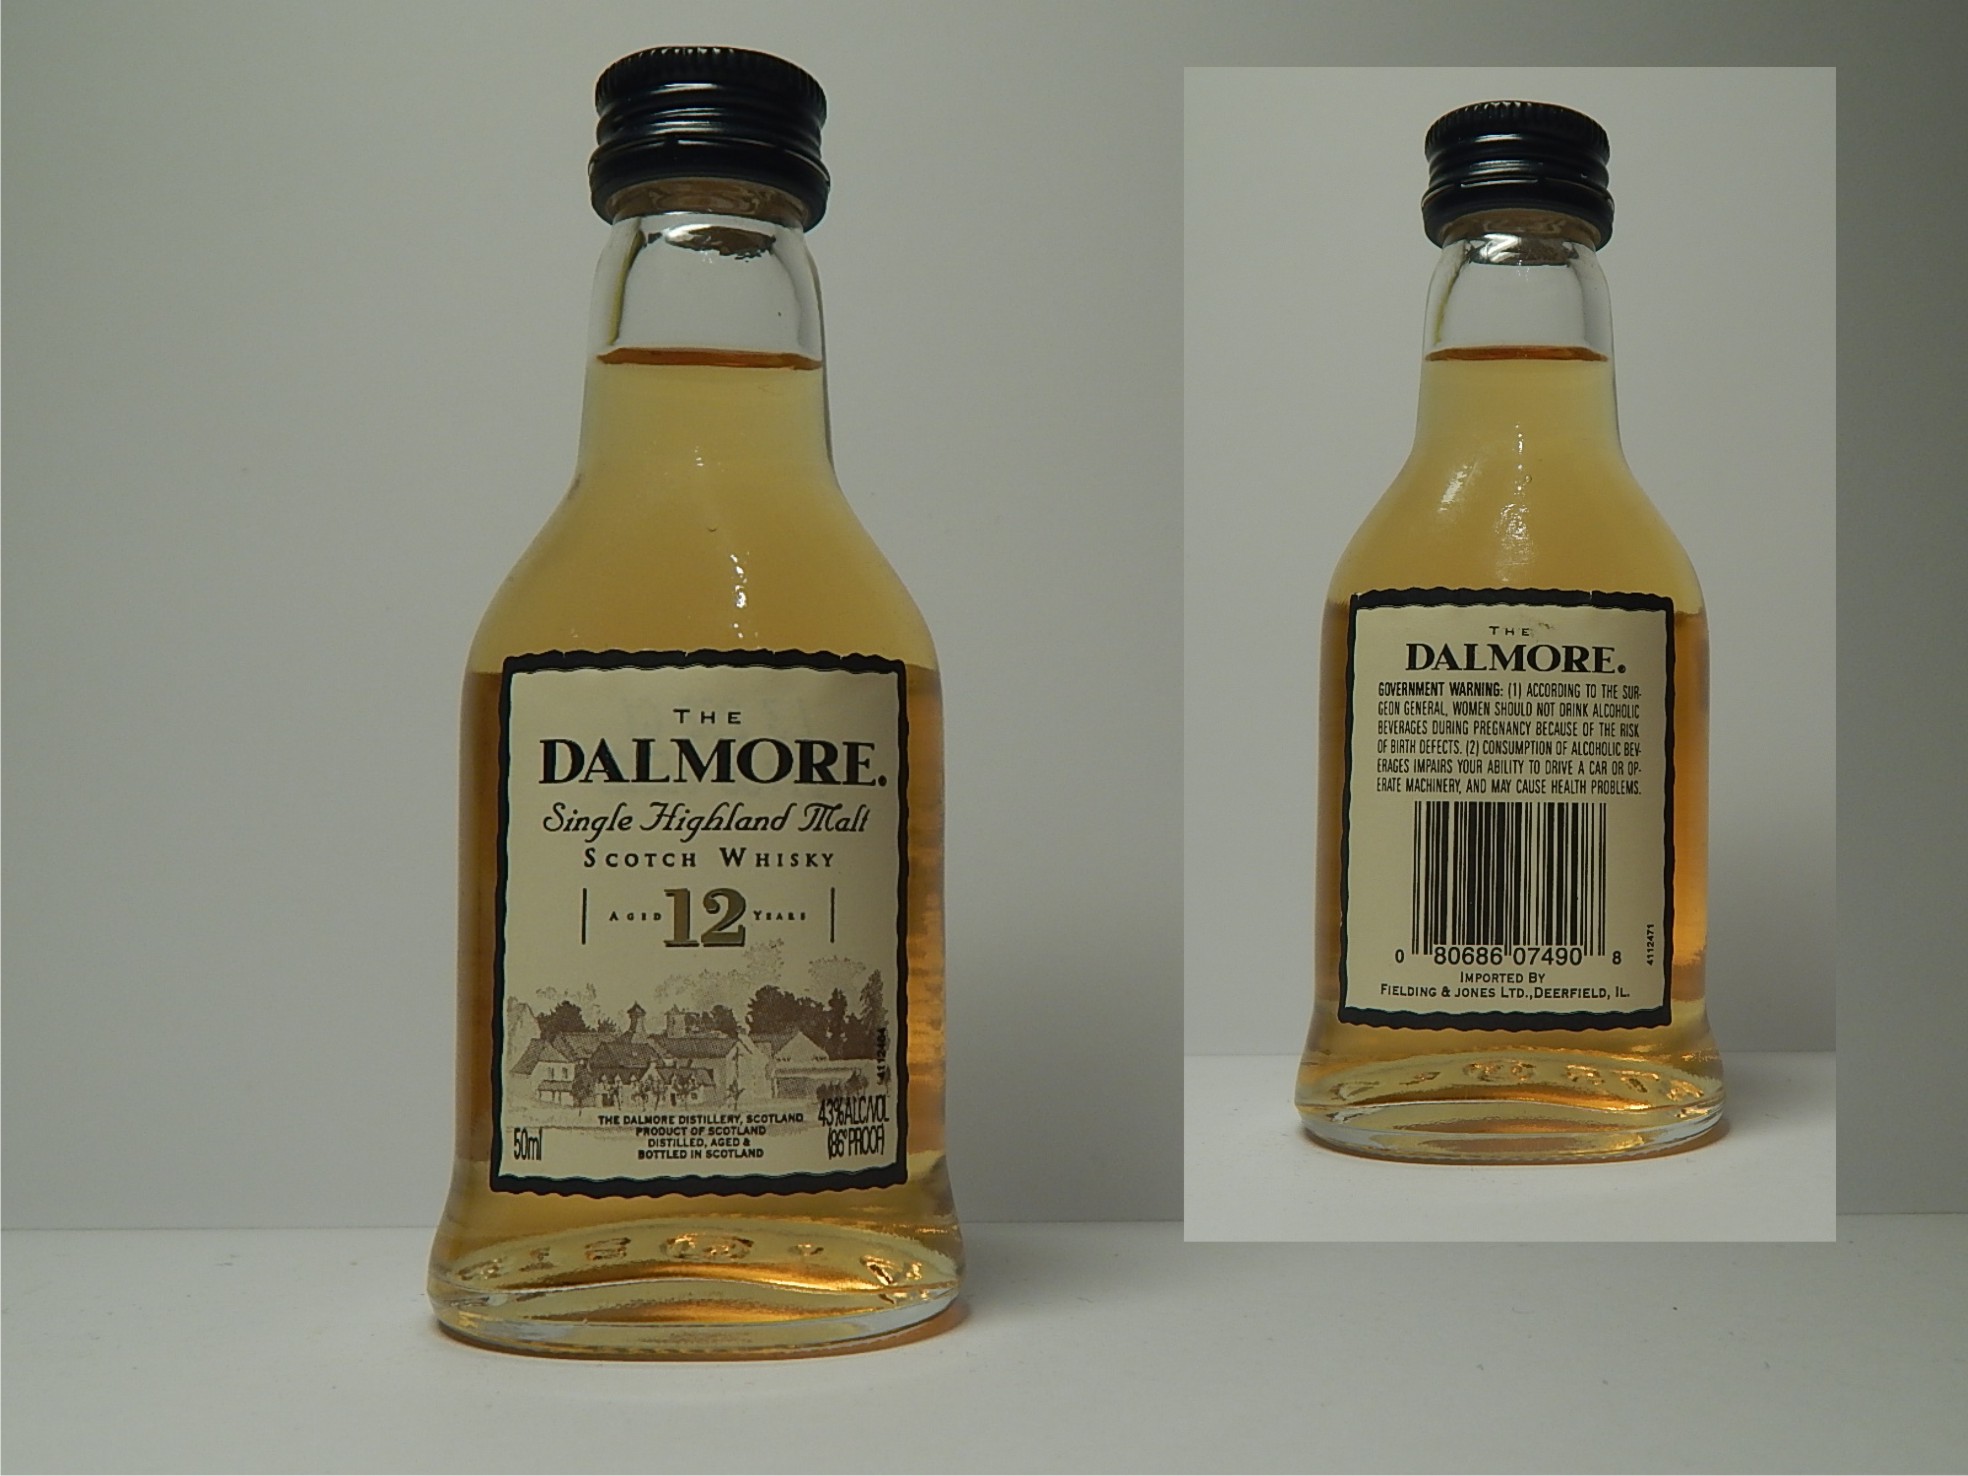 THE
DALMORE.
Single Highland Malt
SCOTCH WHISKY
AGED 12 YEARS
4112404
THE DALMORE DISTILLERY, SCOTLAND
PRODUCT OF SCOTLAND
DISTILLED, AGED &
BOTTLED IN SCOTLAND
50ml
43%ALC/VOL
(86°PROOF)
THE
DALMORE®
GOVERNMENT WARNING: (1) ACCORDING TO THE SUR-
GEON GENERAL, WOMEN SHOULD NOT DRINK ALCOHOLIC
BEVERAGES DURING PREGNANCY BECAUSE OF THE RISK
OF BIRTH DEFECTS. (2) CONSUMPTION OF ALCOHOLIC BEV-
ERAGES IMPAIRS YOUR ABILITY TO DRIVE A CAR OR OP-
ERATE MACHINERY, AND MAY CAUSE HEALTH PROBLEMS.
0 80686 07490 8
4112471
IMPORTED BY
FIELDING & JONES LTD., DEERFIELD, IL.